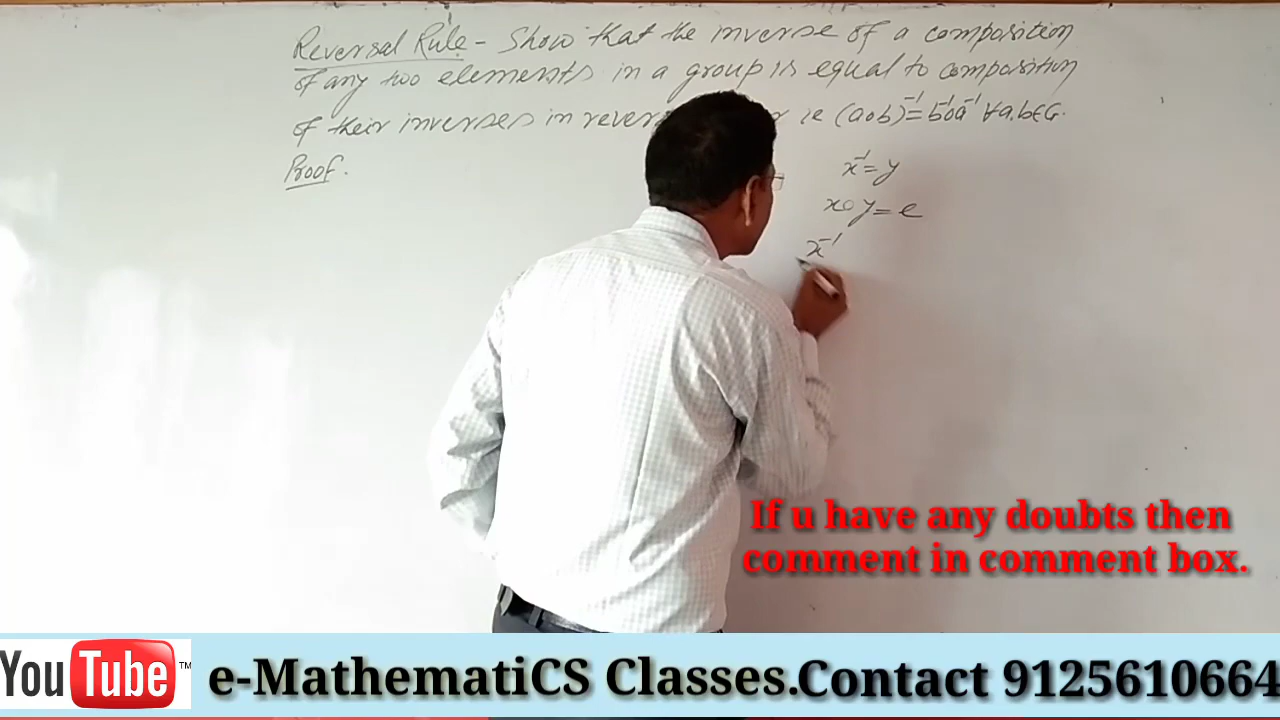 Reversal Rule - Show that the inverse of a composition
of any two elements in a group is equal to composition
of their inverses in ie (aob)⁻¹ = b⁻¹oa⁻¹ ∀a,b∈G.
Proof.
x⁻¹ = y
xoy = e
x⁻¹
If u have any doubts then
comment in comment box.
YouTube™ e-MathematiCS Classes.Contact 9125610664